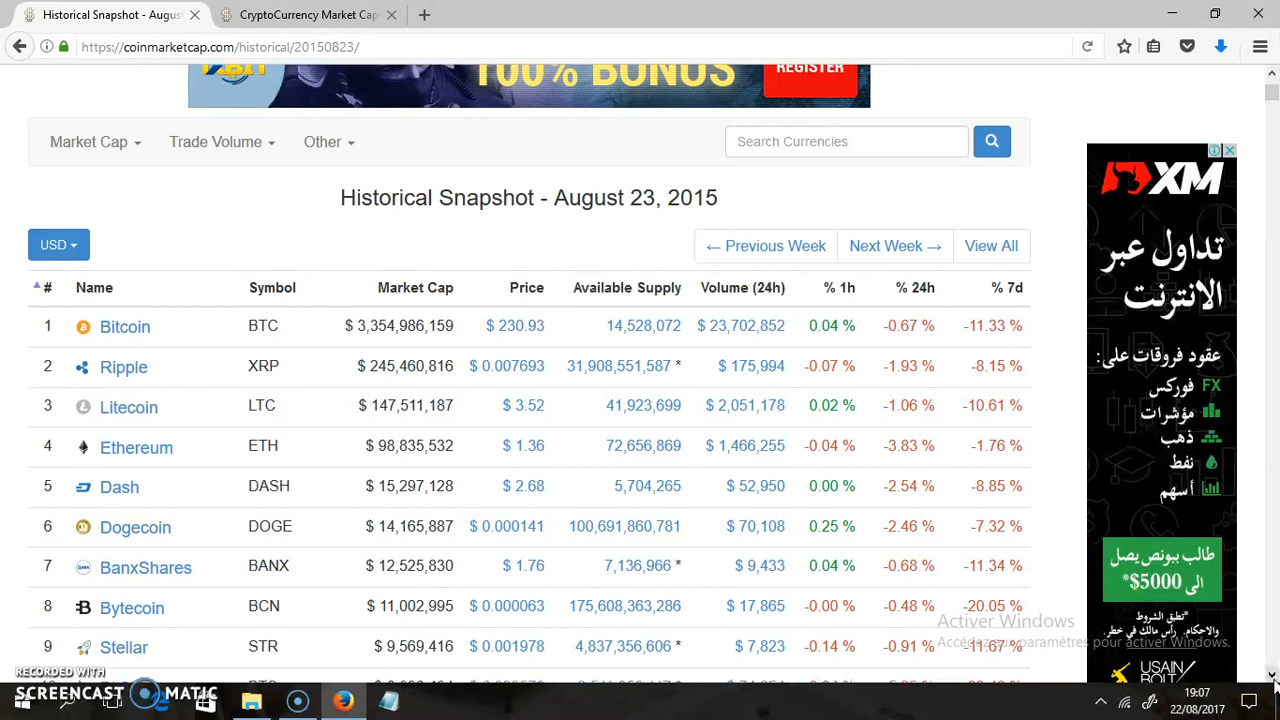 Historical Snapshot - August
CryptoCurrency Market Cap
https://coinmarketcap.com/historical/20150823/
100% BONUS
REGISTER
Market Cap
Trade Volume
Other
Search Currencies
Historical Snapshot - August 23, 2015
USD
← Previous Week
Next Week →
View All
# Name Symbol Market Cap Price Available Supply Volume (24h) % 1h % 24h % 7d
1 Bitcoin BTC $ 3,354,986,159 $ 230.93 14,528,072 $ 23,702,852 0.04 % -0.67 % -11.33 %
2 Ripple XRP $ 245,460,816 $ 0.007693 31,908,551,587 * $ 175,994 -0.07 % -1.93 % -8.15 %
3 Litecoin LTC $ 147,511,187 $ 3.52 41,923,699 $ 2,051,178 0.02 % -1.06 % -10.61 %
4 Ethereum ETH $ 98,835,532 $ 1.36 72,656,869 $ 1,466,255 -0.04 % -3.83 % -1.76 %
5 Dash DASH $ 15,297,128 $ 2.68 5,704,265 $ 52,950 0.00 % -2.54 % -8.85 %
6 Dogecoin DOGE $ 14,165,887 $ 0.000141 100,691,860,781 $ 70,108 0.25 % -2.46 % -7.32 %
7 BanxShares BANX $ 12,525,830 $ 1.76 7,136,966 * $ 9,433 0.04 % -0.68 % -11.34 %
8 Bytecoin BCN $ 11,002,995 $ 0.000063 175,608,363,286 $ 17,865 -0.00 % -0.48 % -20.05 %
9 Stellar STR $ 9,569,416 $ 0.001978 4,837,356,606 * $ 7,823 -0.14 % -0.91 % -11.67 %
XM
تداول عبر
الانترنت
عقود فروقات على:
فوركس FX
مؤشرات
ذهب
نفط
أسهم
طالب ببونص يصل
الى 5000$*
*تطبق الشروط
والاحكام. رأس مالك في خطر.
USAIN
BOLT
Activer Windows
Accédez aux paramètres pour activer Windows.
RECORDED WITH
SCREENCAST MATIC
19:07
22/08/2017